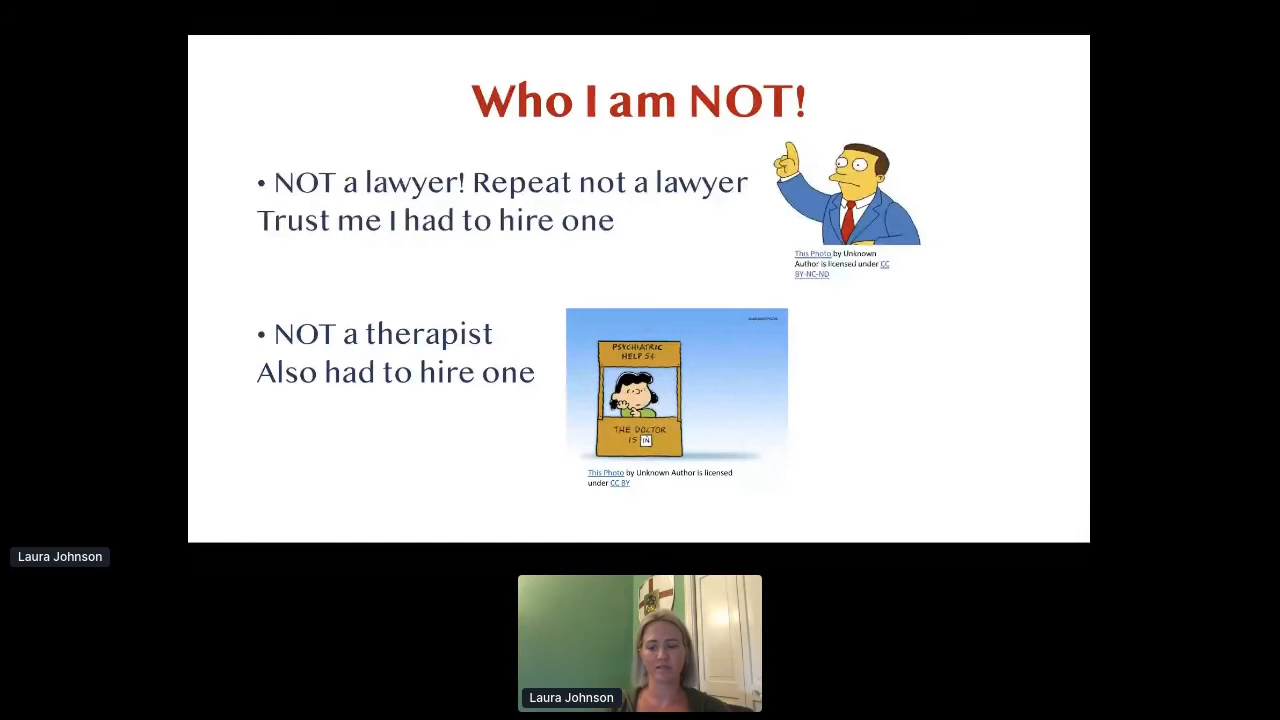 Who I am NOT!
• NOT a lawyer! Repeat not a lawyer
Trust me I had to hire one
This Photo by Unknown
Author is licensed under CC
BY-NC-ND
• NOT a therapist
Also had to hire one
PSYCHIATRIC
HELP 5¢
THE DOCTOR
IS IN
This Photo by Unknown Author is licensed
under CC BY
Laura Johnson
Laura Johnson